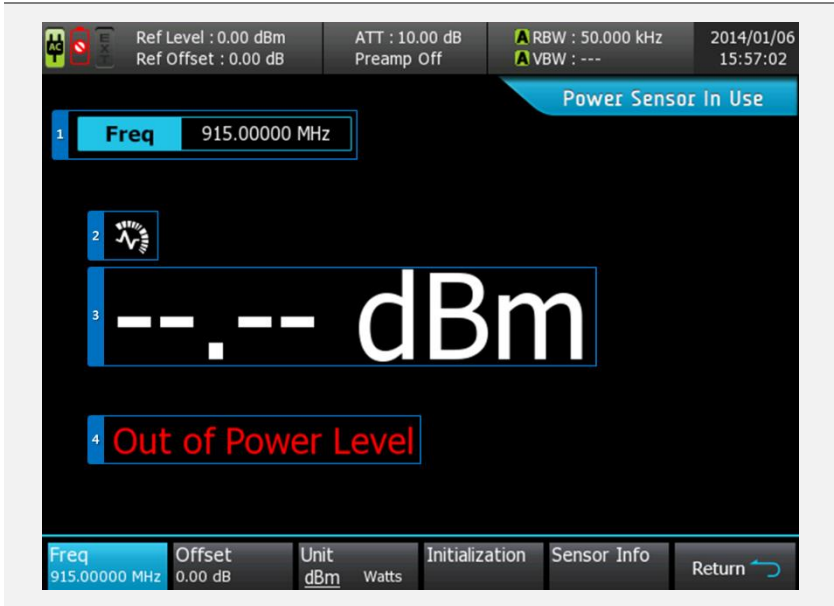 AC
EXT
Ref Level : 0.00 dBm
Ref Offset : 0.00 dB
ATT : 10.00 dB
Preamp Off
A RBW : 50.000 kHz
A VBW : ---
2014/01/06
15:57:02
Power Sensor In Use
1 Freq 915.00000 MHz
2
3 --.-- dBm
4 Out of Power Level
Freq
915.00000 MHz
Offset
0.00 dB
Unit
dBm Watts
Initialization
Sensor Info
Return